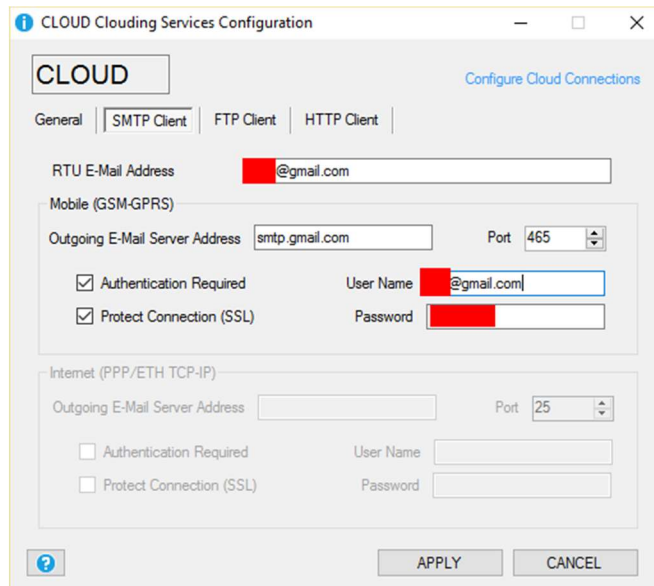 CLOUD Clouding Services Configuration
CLOUD
Configure Cloud Connections
General SMTP Client FTP Client HTTP Client
RTU E-Mail Address @gmail.com
Mobile (GSM-GPRS)
Outgoing E-Mail Server Address smtp.gmail.com Port 465
Authentication Required User Name @gmail.com
Protect Connection (SSL) Password
Internet (PPP/ETH TCP-IP)
Outgoing E-Mail Server Address Port 25
Authentication Required User Name
Protect Connection (SSL) Password
? APPLY CANCEL